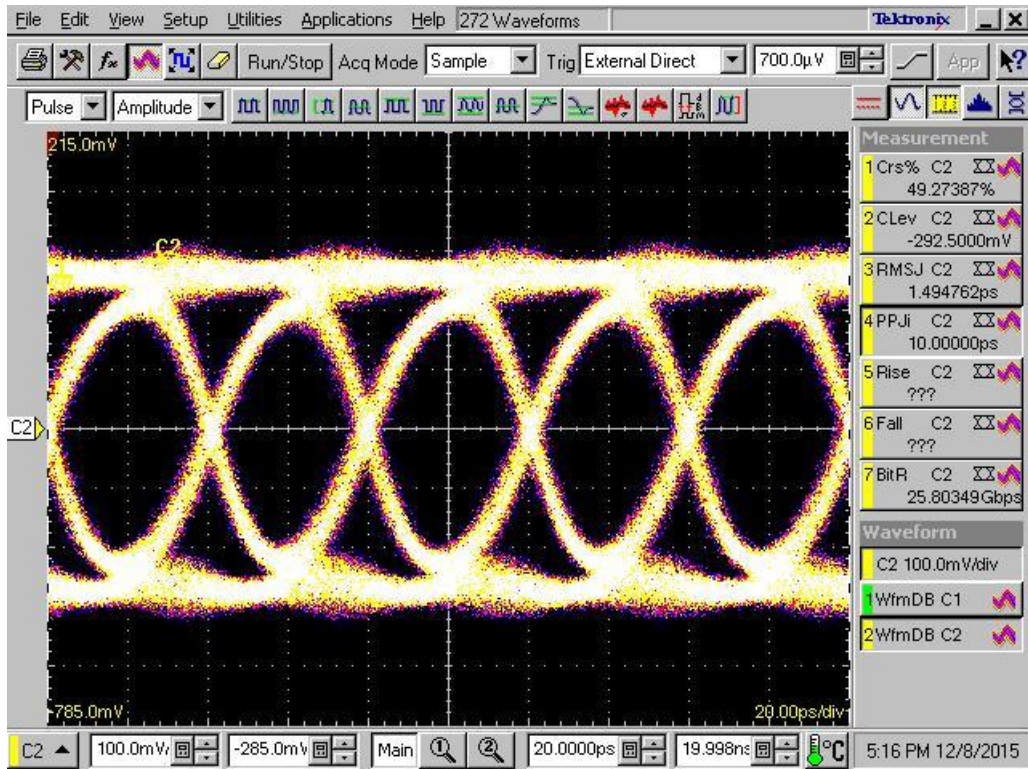 File Edit View Setup Utilities Applications Help 272 Waveforms Tektronix
Run/Stop Acq Mode Sample Trig External Direct 700.0µV App
Pulse Amplitude
215.0mV
C2
C2
-785.0mV
20.00ps/div
Measurement
1 Crs% C2
49.27387%
2 CLev C2
-292.5000mV
3 RMSJ C2
1.494762ps
4 PPJi C2
10.00000ps
5 Rise C2
???
6 Fall C2
???
7 BitR C2
25.80349Gbps
Waveform
C2 100.0mV/div
1 WfmDB C1
2 WfmDB C2
C2 100.0mV/ -285.0mV Main 1 2 20.0000ps 19.998ns °C 5:16 PM 12/8/2015